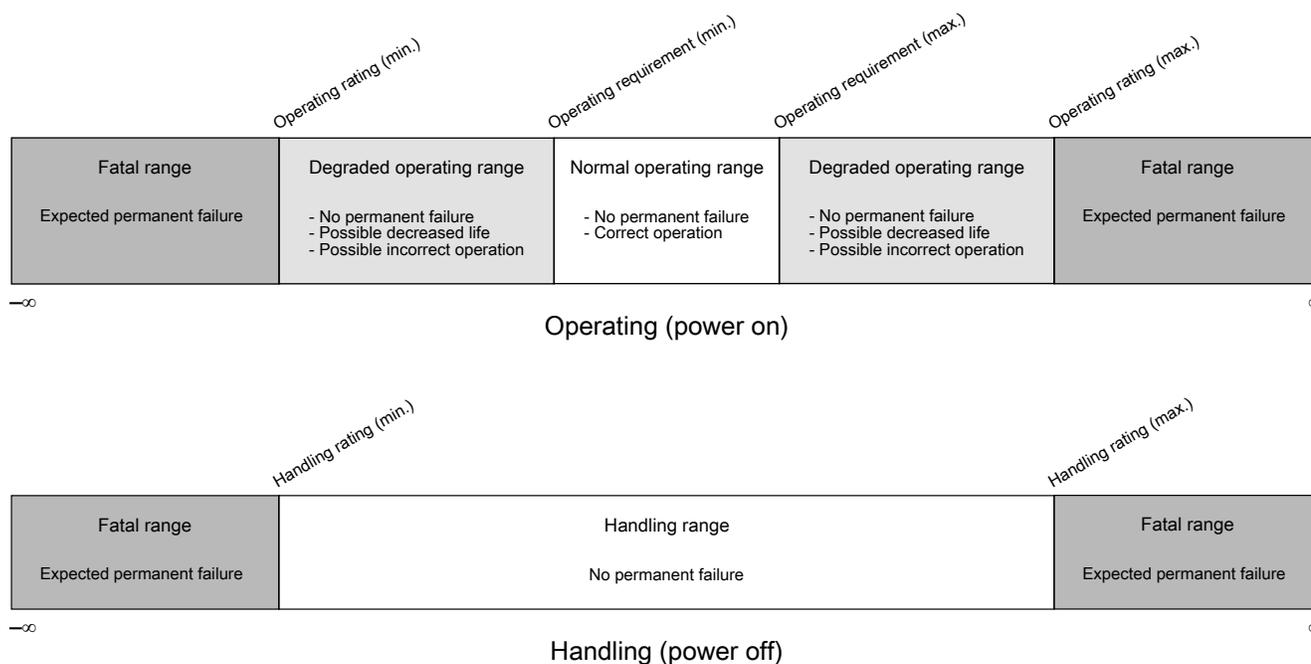 Operating rating (min.)
Operating requirement (min.)
Operating requirement (max.)
Operating rating (max.)
Fatal range
Degraded operating range
Normal operating range
Degraded operating range
Fatal range
Expected permanent failure
- No permanent failure
- Possible decreased life
- Possible incorrect operation
- No permanent failure
- Correct operation
- No permanent failure
- Possible decreased life
- Possible incorrect operation
Expected permanent failure
–∞
Operating (power on)
Handling rating (min.)
Handling rating (max.)
Fatal range
Handling range
Fatal range
Expected permanent failure
No permanent failure
Expected permanent failure
–∞
Handling (power off)